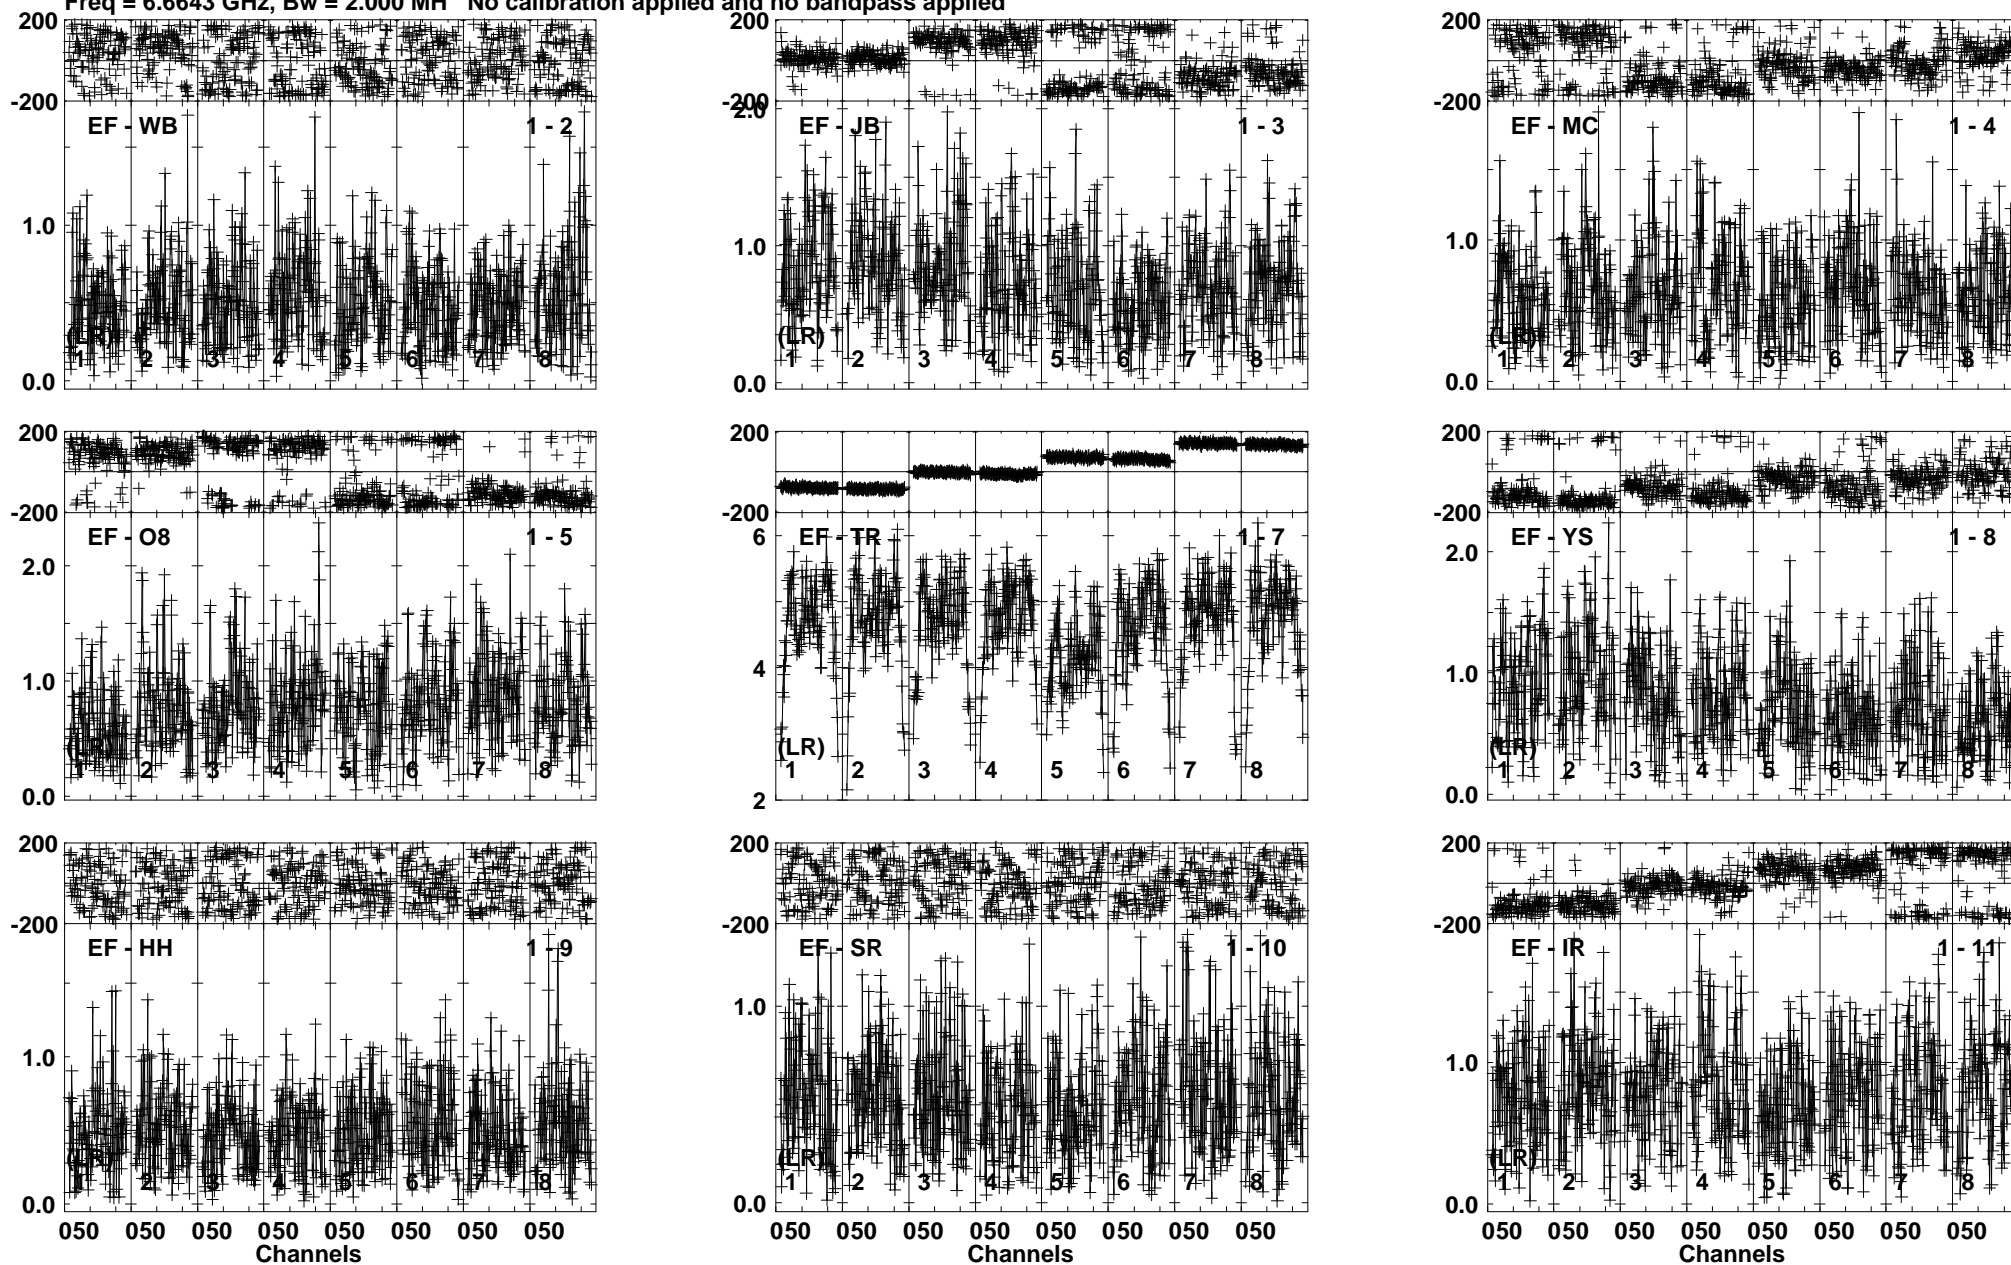 Freq = 6.6643 GHz, Bw = 2.000 MH No calibration applied and no bandpass applied
200
-200
EF - WB 1 - 2
1.0
(LR)
1 2 3 4 5 6 7 8
0.0
200
-200
2.0
EF - JB 1 - 3
1.0
(LR)
1 2 3 4 5 6 7 8
0.0
200
-200
EF - MC 1 - 4
1.0
(LR)
1 2 3 4 5 6 7 8
0.0
200
-200
EF - O8 1 - 5
2.0
1.0
(LR)
1 2 3 4 5 6 7 8
0.0
200
-200
6
EF - TR 1 - 7
4
(LR)
1 2 3 4 5 6 7 8
2
200
-200
EF - YS 1 - 8
2.0
1.0
(LR)
1 2 3 4 5 6 7 8
0.0
200
-200
EF - HH 1 - 9
1.0
(LR)
1 2 3 4 5 6 7 8
0.0
050 050 050 050 050 050 050 050
Channels
200
-200
EF - SR 1 - 10
1.0
(LR)
1 2 3 4 5 6 7 8
0.0
050 050 050 050 050 050 050 050
Channels
200
-200
EF - IR 1 - 11
1.0
(LR)
1 2 3 4 5 6 7 8
0.0
050 050 050 050 050 050 050 050
Channels